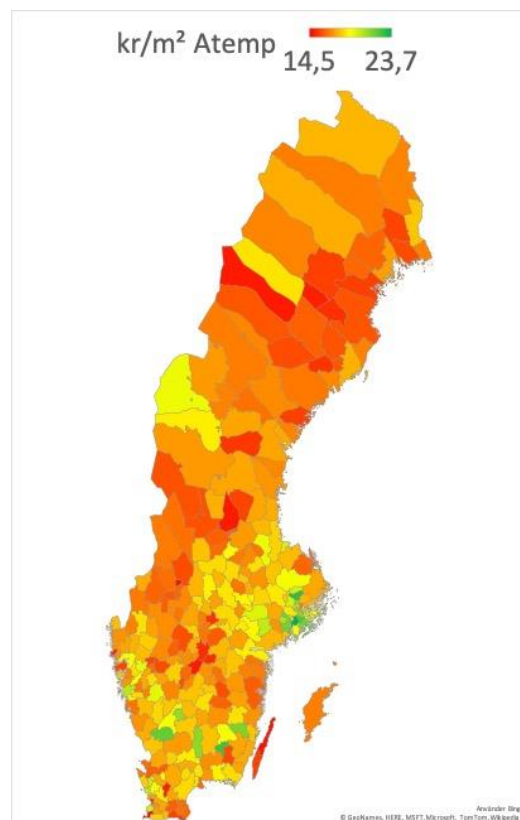 kr/m² Atemp
14,5 23,7
Använder Bing
© GeoNames, HERE, MSFT, Microsoft, TomTom, Wikipedia